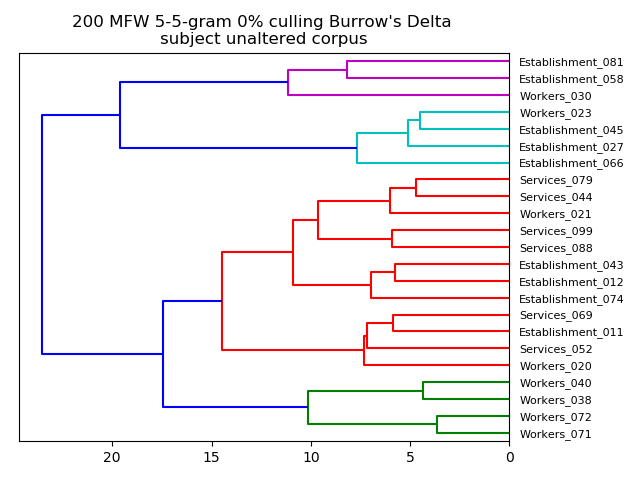 200 MFW 5-5-gram 0% culling Burrow's Delta
subject unaltered corpus
Establishment_081
Establishment_058
Workers_030
Workers_023
Establishment_045
Establishment_027
Establishment_066
Services_079
Services_044
Workers_021
Services_099
Services_088
Establishment_043
Establishment_012
Establishment_074
Services_069
Establishment_011
Services_052
Workers_020
Workers_040
Workers_038
Workers_072
Workers_071
20 15 10 5 0